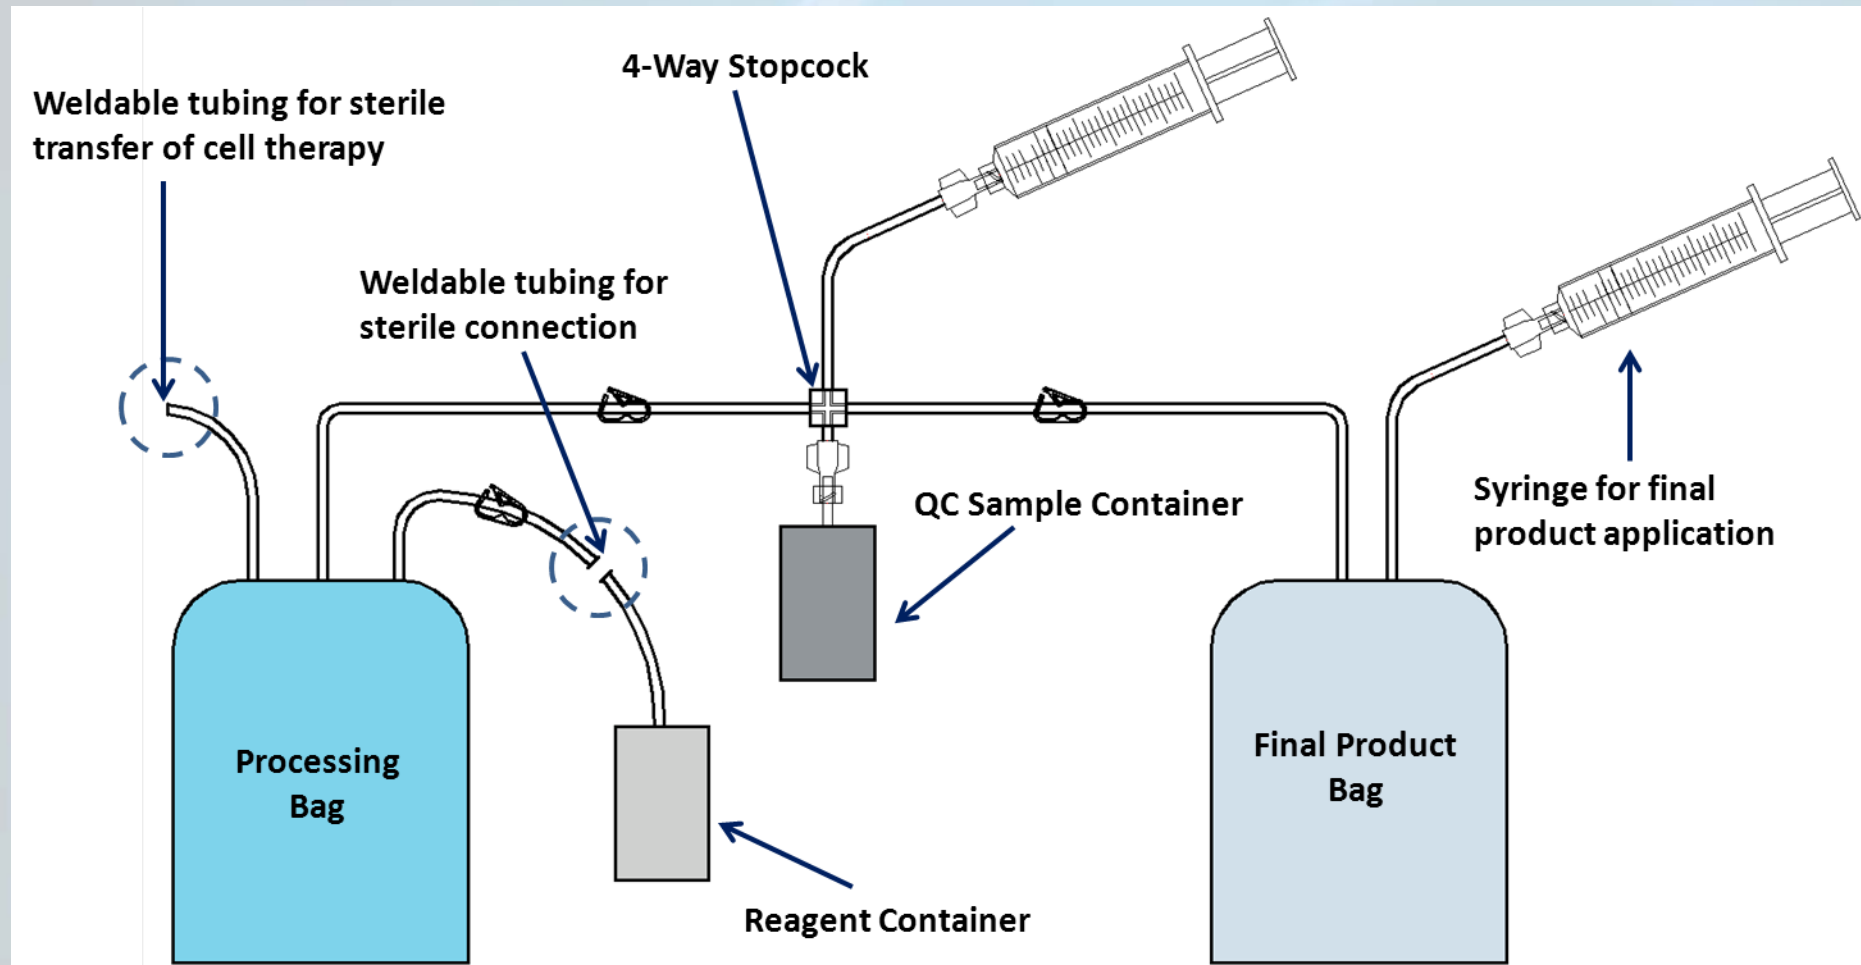 4-Way Stopcock
Weldable tubing for sterile
transfer of cell therapy
Weldable tubing for
sterile connection
QC Sample Container
Syringe for final
product application
Processing
Bag
Final Product
Bag
Reagent Container